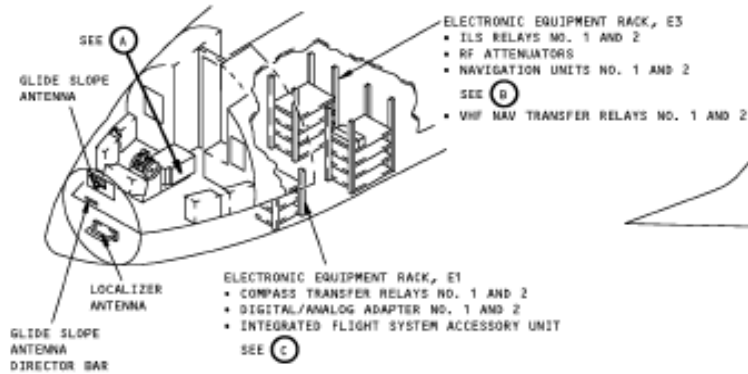 SEE A
GLIDE SLOPE
ANTENNA
ELECTRONIC EQUIPMENT RACK, E3
• ILS RELAYS NO. 1 AND 2
• RF ATTENUATORS
• NAVIGATION UNITS NO. 1 AND 2
SEE B
• VHF NAV TRANSFER RELAYS NO. 1 AND 2
LOCALIZER
ANTENNA
GLIDE SLOPE
ANTENNA
DIRECTOR BAR
ELECTRONIC EQUIPMENT RACK, E1
• COMPASS TRANSFER RELAYS NO. 1 AND 2
• DIGITAL/ANALOG ADAPTER NO. 1 AND 2
• INTEGRATED FLIGHT SYSTEM ACCESSORY UNIT
SEE C